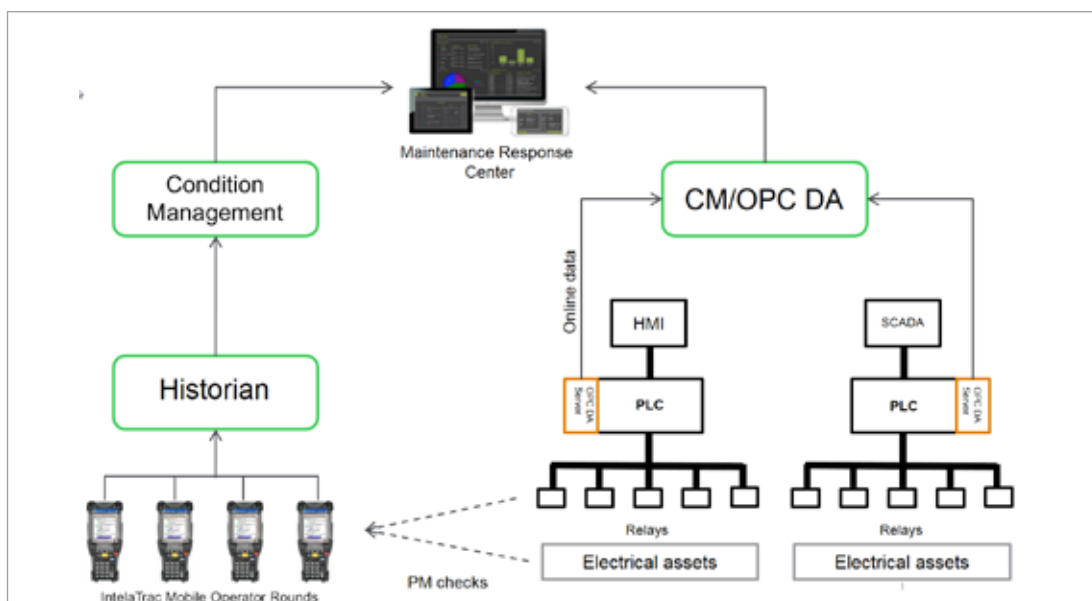 Maintenance Response
Center
Condition
Management
CM/OPC DA
Online data
HMI
SCADA
Historian
OPC DA
Server
PLC
PLC
OPC DA
Server
Relays
Relays
Electrical assets
Electrical assets
PM checks
IntelaTrac Mobile Operator Rounds